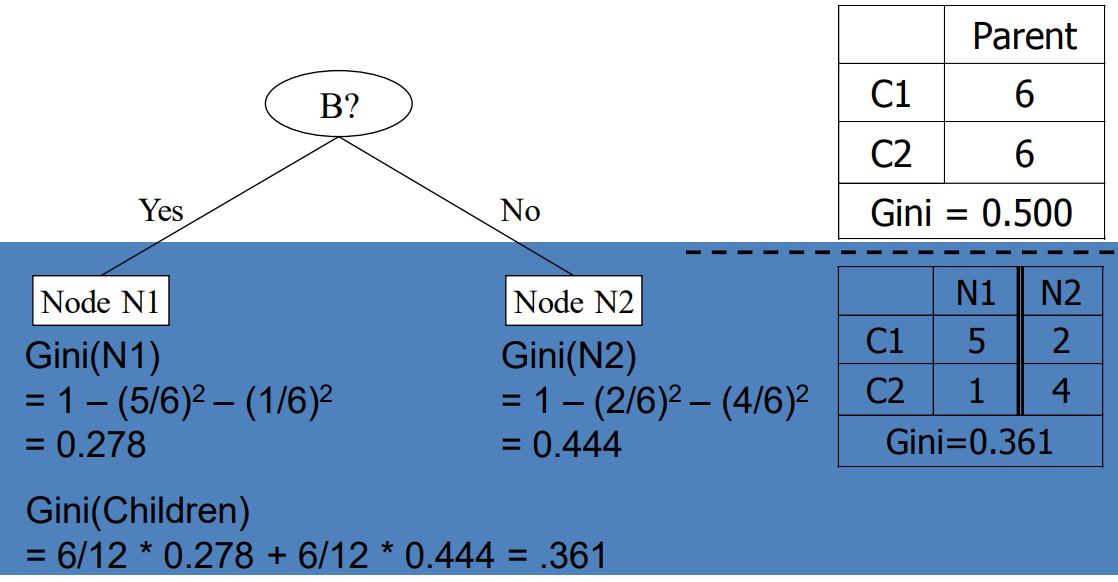 B?
Yes
No
Node N1
Node N2
Gini(N1)
= 1 – (5/6)² – (1/6)²
= 0.278
Gini(N2)
= 1 – (2/6)² – (4/6)²
= 0.444
Gini(Children)
= 6/12 * 0.278 + 6/12 * 0.444 = .361
Parent
C1 6
C2 6
Gini = 0.500
N1 N2
C1 5 2
C2 1 4
Gini=0.361